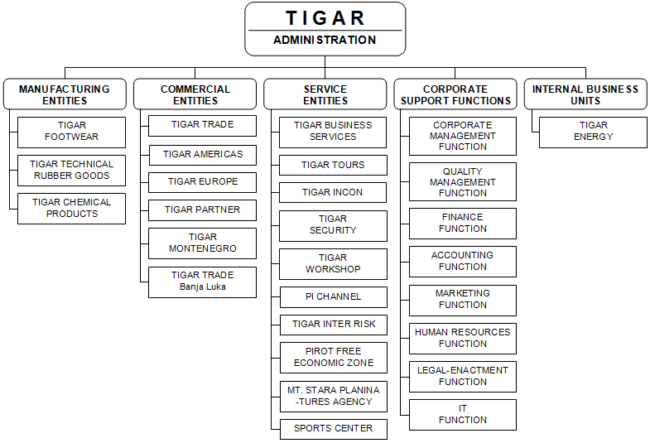 TIGAR
ADMINISTRATION
MANUFACTURING
ENTITIES
TIGAR
FOOTWEAR
TIGAR TECHNICAL
RUBBER GOODS
TIGAR CHEMICAL
PRODUCTS
COMMERCIAL
ENTITIES
TIGAR TRADE
TIGAR AMERICAS
TIGAR EUROPE
TIGAR PARTNER
TIGAR
MONTENEGRO
TIGAR TRADE
Banja Luka
SERVICE
ENTITIES
TIGAR BUSINESS
SERVICES
TIGAR TOURS
TIGAR INCON
TIGAR
SECURITY
TIGAR
WORKSHOP
PI CHANNEL
TIGAR INTER RISK
PIROT FREE
ECONOMIC ZONE
MT. STARA PLANINA
-TURES AGENCY
SPORTS CENTER
CORPORATE
SUPPORT FUNCTIONS
CORPORATE
MANAGEMENT
FUNCTION
QUALITY
MANAGEMENT
FUNCTION
FINANCE
FUNCTION
ACCOUNTING
FUNCTION
MARKETING
FUNCTION
HUMAN RESOURCES
FUNCTION
LEGAL-ENACTMENT
FUNCTION
IT
FUNCTION
INTERNAL BUSINESS
UNITS
TIGAR
ENERGY